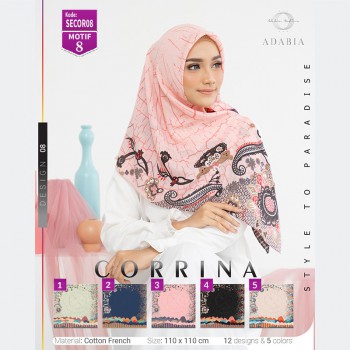 Kode:
SECOR08
MOTIF
8
ADABIA
STYLE TO PARADISE
DESIGN 08
CORRINA
1
2
3
4
5
Material: Cotton French
Size: 110 x 110 cm
12 designs & 5 colors